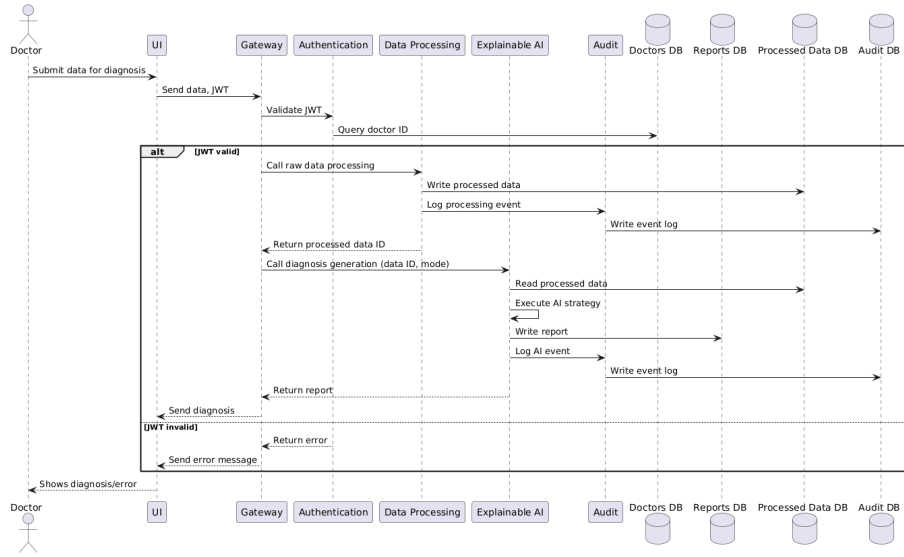 Doctor
UI
Gateway
Authentication
Data Processing
Explainable AI
Audit
Doctors DB
Reports DB
Processed Data DB
Audit DB
Submit data for diagnosis
Send data, JWT
Validate JWT
Query doctor ID
alt [JWT valid]
Call raw data processing
Write processed data
Log processing event
Write event log
Return processed data ID
Call diagnosis generation (data ID, mode)
Read processed data
Execute AI strategy
Write report
Log AI event
Write event log
Return report
Send diagnosis
[JWT invalid]
Return error
Send error message
Shows diagnosis/error
Doctor
UI
Gateway
Authentication
Data Processing
Explainable AI
Audit
Doctors DB
Reports DB
Processed Data DB
Audit DB